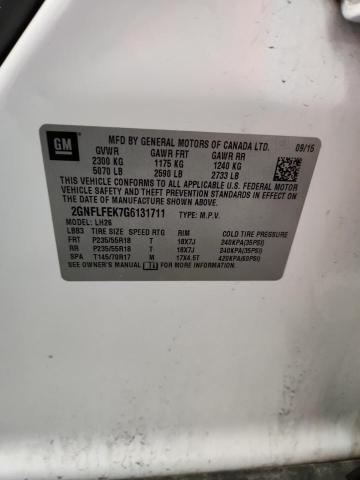 GM
MFD BY GENERAL MOTORS OF CANADA LTD.
GVWR GAWR FRT GAWR RR 09/15
2300 KG 1175 KG 1240 KG
5070 LB 2590 LB 2733 LB
THIS VEHICLE CONFORMS TO ALL APPLICABLE U.S. FEDERAL MOTOR
VEHICLE SAFETY AND THEFT PREVENTION STANDARDS IN EFFECT ON
THE DATE OF MANUFACTURE SHOWN ABOVE.
2GNFLFEK7G6131711 TYPE: M.P.V.
MODEL: LH26
LBB3 TIRE SIZE SPEED RTG RIM COLD TIRE PRESSURE
FRT P235/55R18 T 18X7J 240KPA(35PSI)
RR P235/55R18 T 18X7J 240KPA(35PSI)
SPA T145/70R17 M 17X4.5T 420KPA(60PSI)
SEE OWNER'S MANUAL